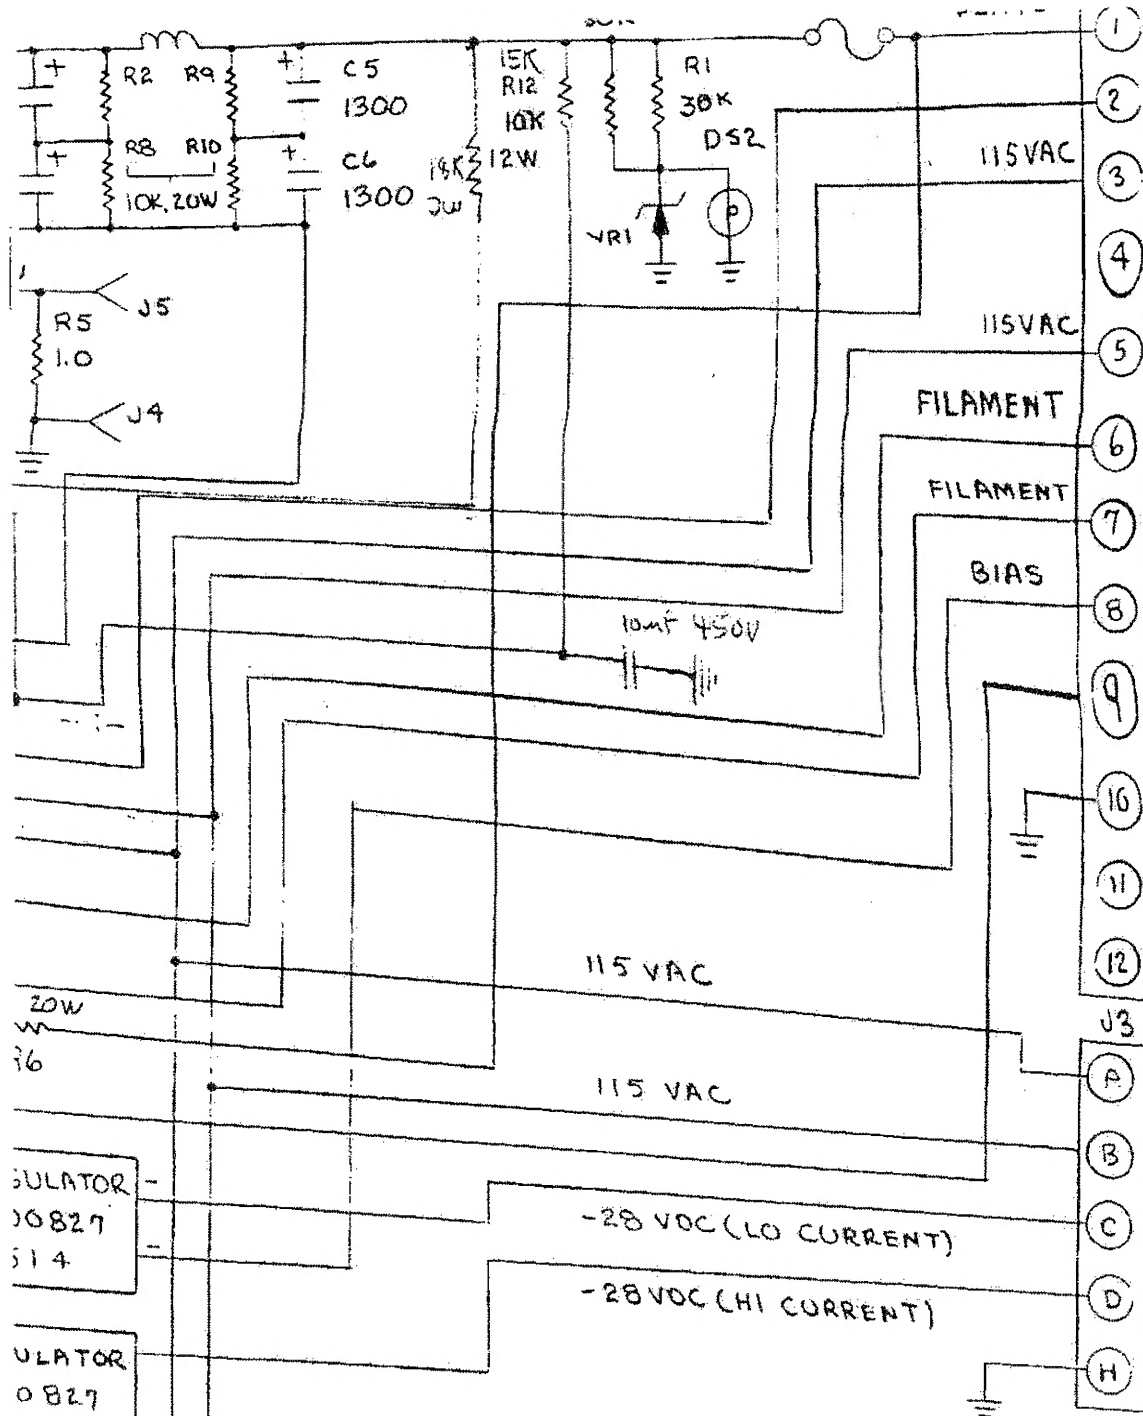 1
R2
R9
C5
1300
15K
R12
10K
12W
R1
30K
DS2
2
115VAC
3
R8
R10
10K, 20W
C6
1300
18K
2W
VR1
4
J5
R5
1.0
115VAC
5
J4
FILAMENT
6
FILAMENT
7
BIAS
8
10mf 450V
9
10
11
115 VAC
12
20W
J3
A
115 VAC
B
-28 VDC (LO CURRENT)
C
-28 VDC (HI CURRENT)
D
H